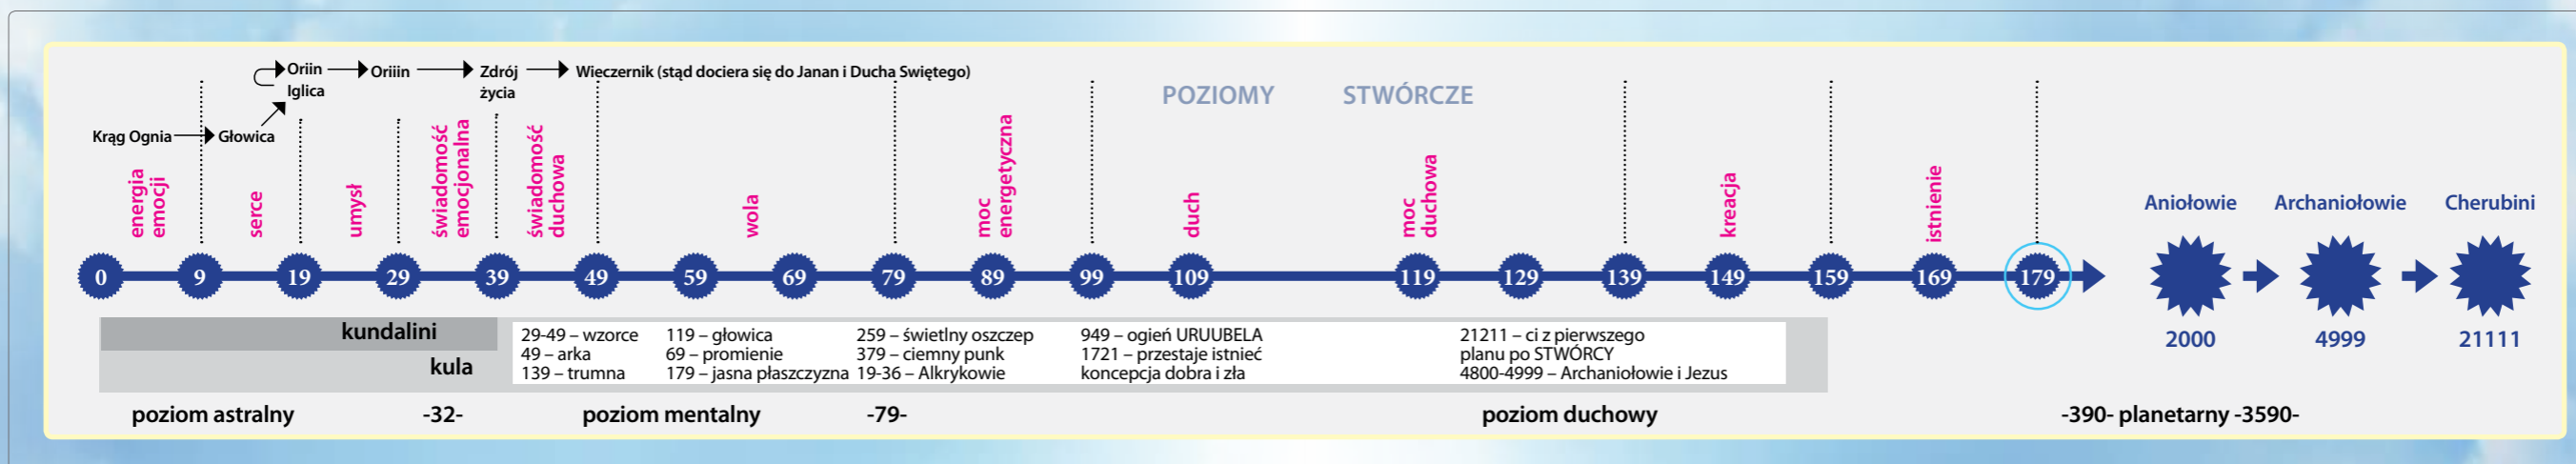 Oriin
Oriiin
Zdrój
życia
Wieczernik (stąd dociera się do Janan i Ducha Swiętego)
Iglica
Krąg Ognia
Głowica
POZIOMY STWÓRCZE
energia
emocji
serce
umysł
świadomość
emocjonalna
świadomość
duchowa
wola
moc
energetyczna
duch
moc
duchowa
kreacja
istnienie
Aniołowie
Archaniołowie
Cherubini
0 9 19 29 39 49 59 69 79 89 99 109 119 129 139 149 159 169 179
2000
4999
21111
kundalini
kula
29-49 – wzorce
49 – arka
139 – trumna
119 – głowica
69 – promienie
179 – jasna płaszczyzna
259 – świetlny oszczep
379 – ciemny punk
19-36 – Alkrykowie
949 – ogień URUUBELA
1721 – przestaje istnieć
koncepcja dobra i zła
21211 – ci z pierwszego
planu po STWÓRCY
4800-4999 – Archaniołowie i Jezus
poziom astralny
-32-
poziom mentalny
-79-
poziom duchowy
-390- planetarny -3590-